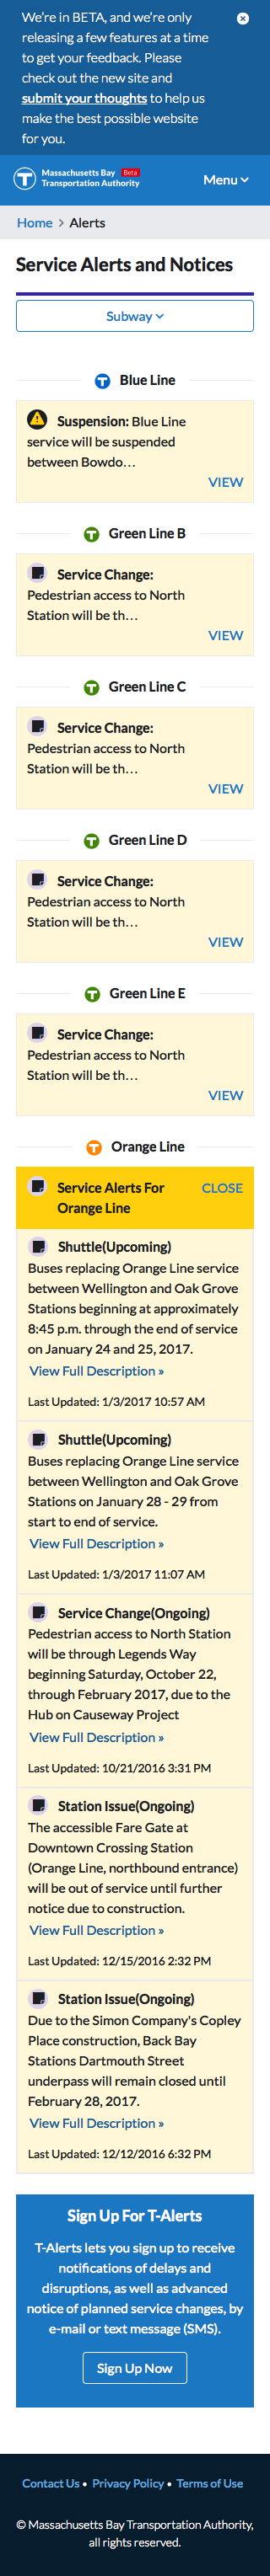 We're in BETA, and we're only
releasing a few features at a time
to get your feedback. Please
check out the new site and
submit your thoughts to help us
make the best possible website
for you.
Massachusetts Bay Beta
Transportation Authority
Menu
Home > Alerts
Service Alerts and Notices
Subway
T Blue Line
Suspension: Blue Line
service will be suspended
between Bowdo…
VIEW
T Green Line B
Service Change:
Pedestrian access to North
Station will be th…
VIEW
T Green Line C
Service Change:
Pedestrian access to North
Station will be th…
VIEW
T Green Line D
Service Change:
Pedestrian access to North
Station will be th…
VIEW
T Green Line E
Service Change:
Pedestrian access to North
Station will be th…
VIEW
T Orange Line
Service Alerts For CLOSE
Orange Line
Shuttle(Upcoming)
Buses replacing Orange Line service
between Wellington and Oak Grove
Stations beginning at approximately
8:45 p.m. through the end of service
on January 24 and 25, 2017.
View Full Description »
Last Updated: 1/3/2017 10:57 AM
Shuttle(Upcoming)
Buses replacing Orange Line service
between Wellington and Oak Grove
Stations on January 28 - 29 from
start to end of service.
View Full Description »
Last Updated: 1/3/2017 11:07 AM
Service Change(Ongoing)
Pedestrian access to North Station
will be through Legends Way
beginning Saturday, October 22,
through February 2017, due to the
Hub on Causeway Project
View Full Description »
Last Updated: 10/21/2016 3:31 PM
Station Issue(Ongoing)
The accessible Fare Gate at
Downtown Crossing Station
(Orange Line, northbound entrance)
will be out of service until further
notice due to construction.
View Full Description »
Last Updated: 12/15/2016 2:32 PM
Station Issue(Ongoing)
Due to the Simon Company's Copley
Place construction, Back Bay
Stations Dartmouth Street
underpass will remain closed until
February 28, 2017.
View Full Description »
Last Updated: 12/12/2016 6:32 PM
Sign Up For T-Alerts
T-Alerts lets you sign up to receive
notifications of delays and
disruptions, as well as advanced
notice of planned service changes, by
e-mail or text message (SMS).
Sign Up Now
Contact Us • Privacy Policy • Terms of Use
© Massachusetts Bay Transportation Authority,
all rights reserved.